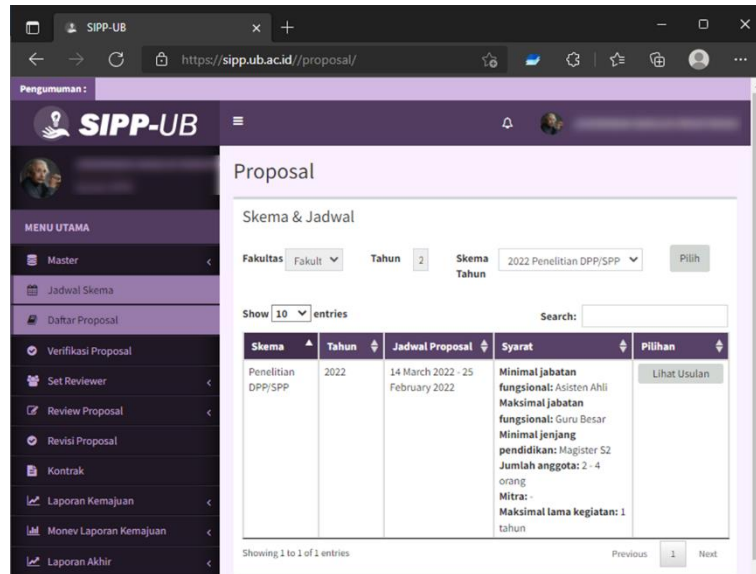 SIPP-UB
https://sipp.ub.ac.id//proposal/
Pengumuman :
SIPP-UB
MENU UTAMA
Master
Jadwal Skema
Daftar Proposal
Verifikasi Proposal
Set Reviewer
Review Proposal
Revisi Proposal
Kontrak
Laporan Kemajuan
Monev Laporan Kemajuan
Laporan Akhir
Proposal
Skema & Jadwal
Fakultas Fakult Tahun 2 Skema Tahun 2022 Penelitian DPP/SPP Pilih
Show 10 entries Search:
Skema Tahun Jadwal Proposal Syarat Pilihan
Penelitian DPP/SPP
2022
14 March 2022 - 25
February 2022
Minimal jabatan
fungsional: Asisten Ahli
Maksimal jabatan
fungsional: Guru Besar
Minimal jenjang
pendidikan: Magister S2
Jumlah anggota: 2 - 4
orang
Mitra: -
Maksimal lama kegiatan: 1
tahun
Lihat Usulan
Showing 1 to 1 of 1 entries Previous 1 Next